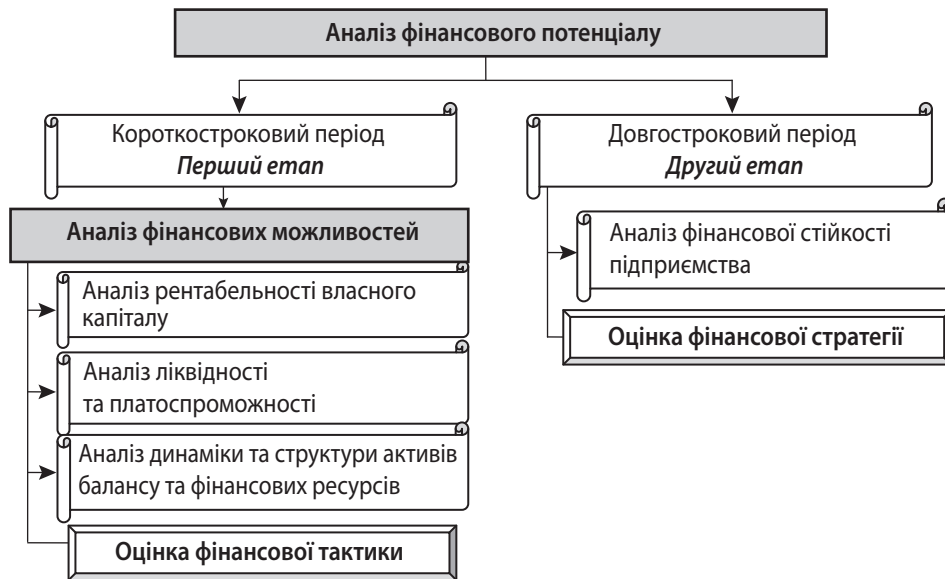 Аналіз фінансового потенціалу
Короткостроковий період
Перший етап
Аналіз фінансових можливостей
Аналіз рентабельності власного
капіталу
Аналіз ліквідності
та платоспроможності
Аналіз динаміки та структури активів
балансу та фінансових ресурсів
Оцінка фінансової тактики
Довгостроковий період
Другий етап
Аналіз фінансової стійкості
підприємства
Оцінка фінансової стратегії